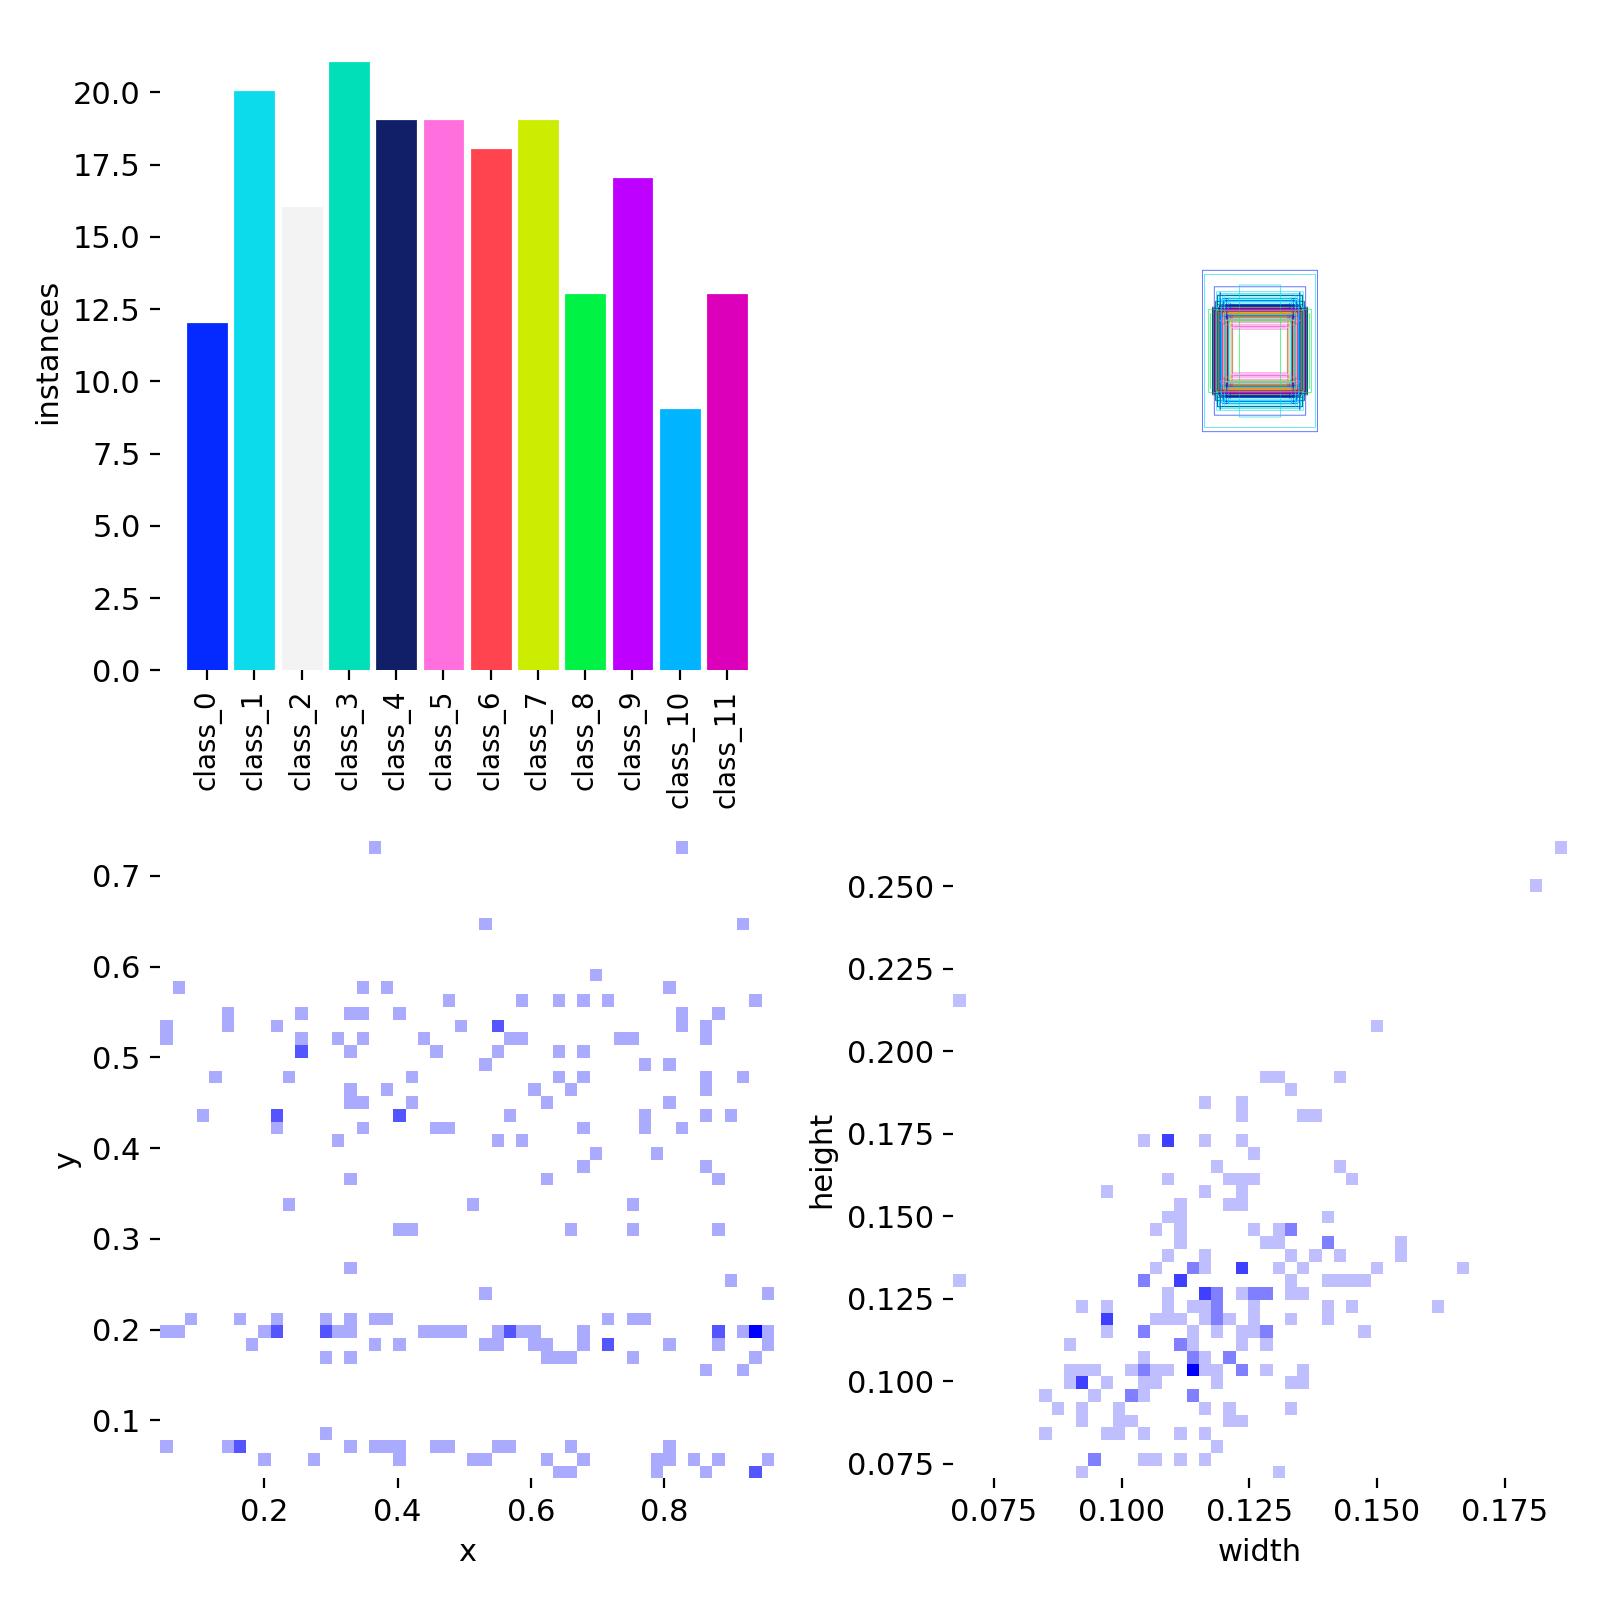 instances
20.0
17.5
15.0
12.5
10.0
7.5
5.0
2.5
0.0
class_0
class_1
class_2
class_3
class_4
class_5
class_6
class_7
class_8
class_9
class_10
class_11
y
0.7
0.6
0.5
0.4
0.3
0.2
0.1
0.2 0.4 0.6 0.8
x
height
0.250
0.225
0.200
0.175
0.150
0.125
0.100
0.075
0.075 0.100 0.125 0.150 0.175
width